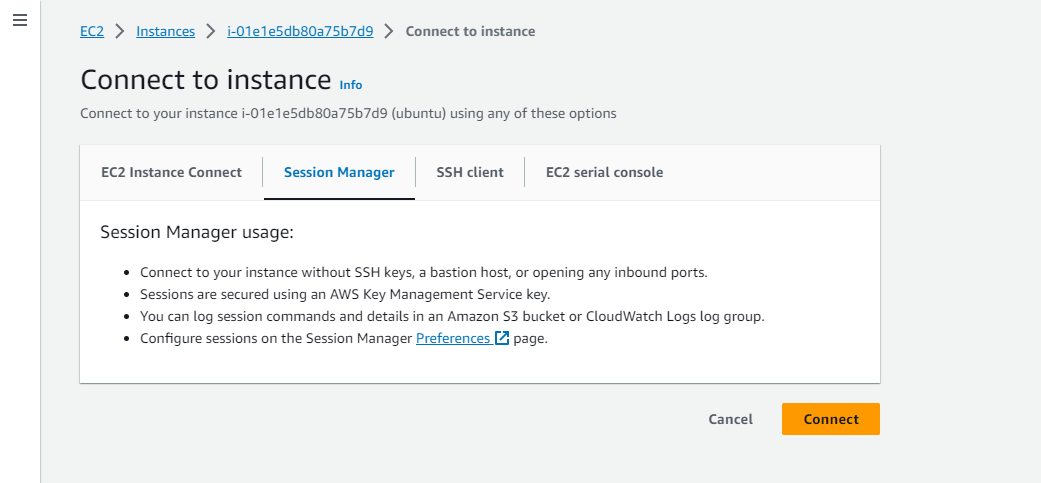 EC2 > Instances > i-01e1e5db80a75b7d9 > Connect to instance
Connect to instance Info
Connect to your instance i-01e1e5db80a75b7d9 (ubuntu) using any of these options
EC2 Instance Connect Session Manager SSH client EC2 serial console
Session Manager usage:
• Connect to your instance without SSH keys, a bastion host, or opening any inbound ports.
• Sessions are secured using an AWS Key Management Service key.
• You can log session commands and details in an Amazon S3 bucket or CloudWatch Logs log group.
• Configure sessions on the Session Manager Preferences page.
Cancel Connect